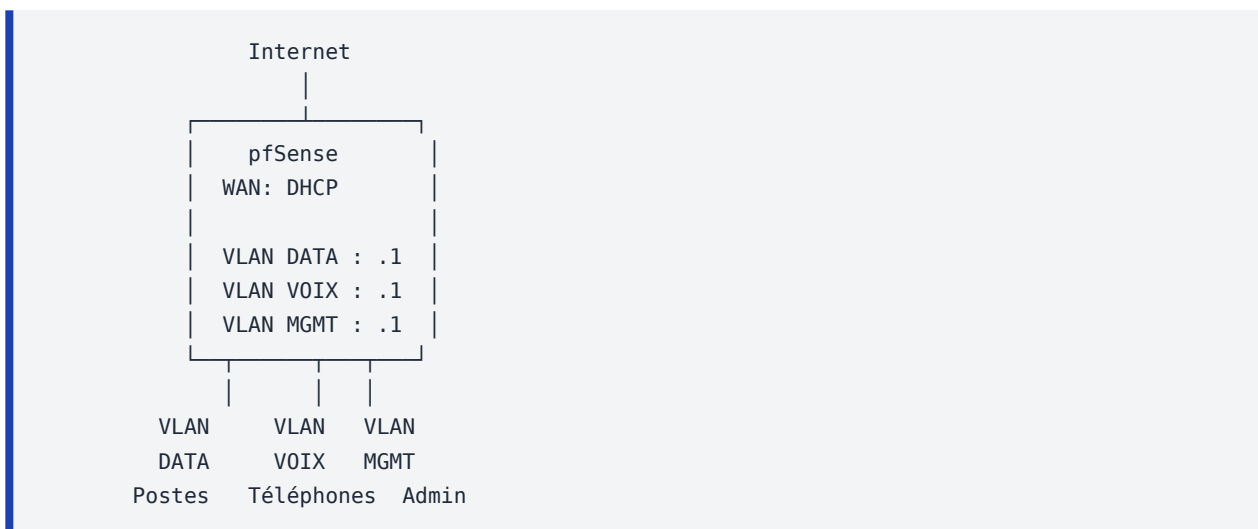 Internet
pfSense
WAN: DHCP
VLAN DATA : .1
VLAN VOIX : .1
VLAN MGMT : .1
VLAN VLAN VLAN
DATA VOIX MGMT
Postes Téléphones Admin